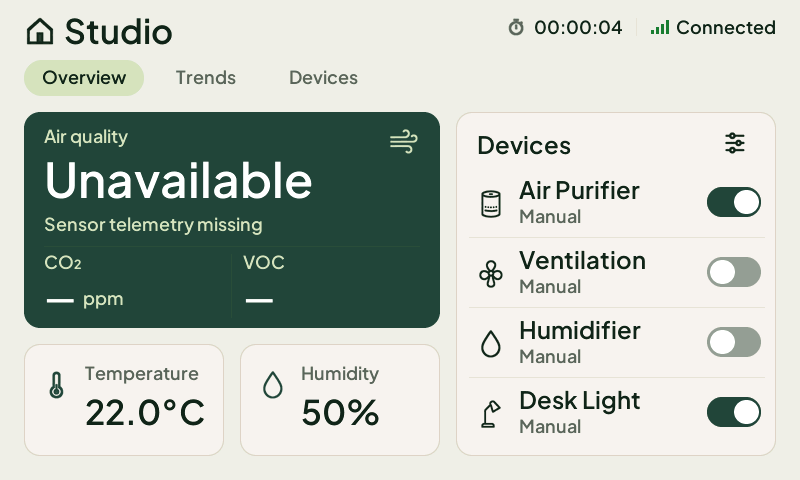 Studio
00:00:04
Connected
Overview
Trends
Devices
Air quality
Unavailable
Sensor telemetry missing
CO₂
— ppm
VOC
—
Temperature
22.0°C
Humidity
50%
Devices
Air Purifier
Manual
Ventilation
Manual
Humidifier
Manual
Desk Light
Manual